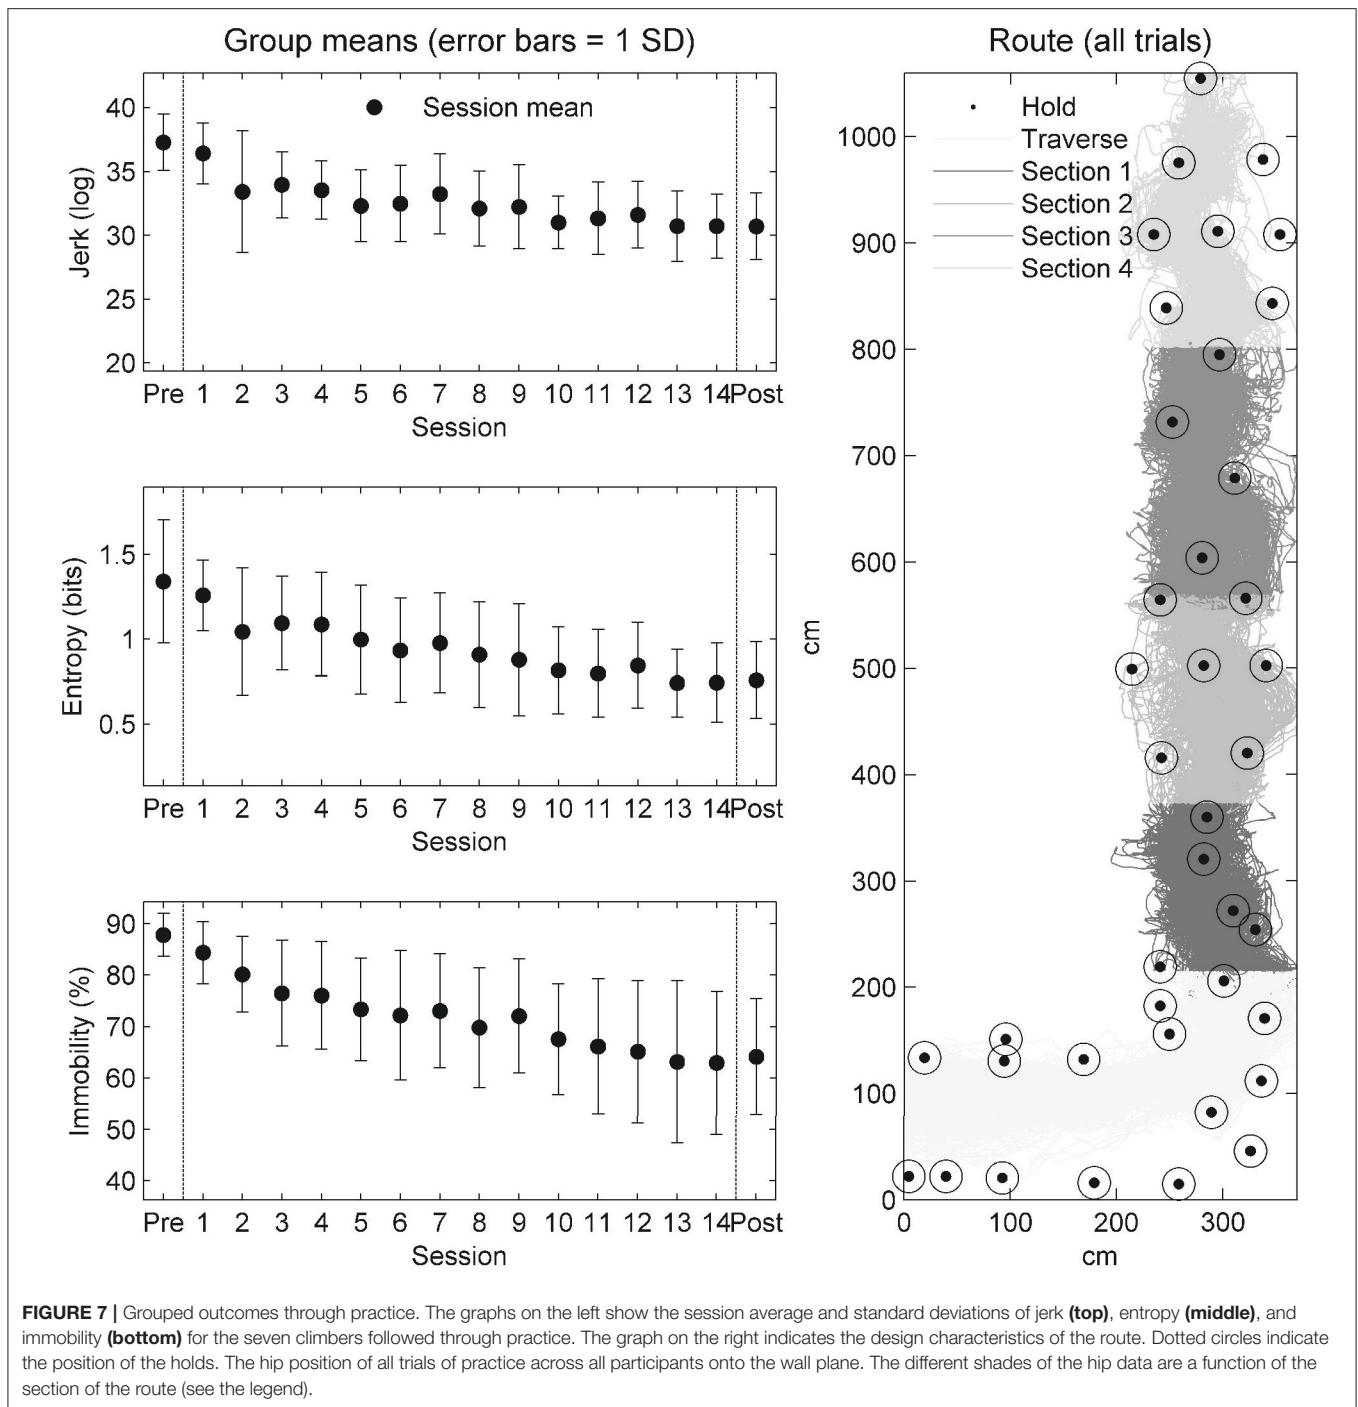 Group means (error bars = 1 SD)
40
35
30
25
20
Jerk (log)
Session mean
Pre 1 2 3 4 5 6 7 8 9 10 11 12 13 14 Post
Session
1.5
1
0.5
Entropy (bits)
Pre 1 2 3 4 5 6 7 8 9 10 11 12 13 14 Post
Session
90
80
70
60
50
40
Immobility (%)
Pre 1 2 3 4 5 6 7 8 9 10 11 12 13 14 Post
Session
Route (all trials)
Hold
Traverse
Section 1
Section 2
Section 3
Section 4
1000
900
800
700
600
500
400
300
200
100
0
cm
0 100 200 300
cm
FIGURE 7 | Grouped outcomes through practice. The graphs on the left show the session average and standard deviations of jerk (top), entropy (middle), and
immobility (bottom) for the seven climbers followed through practice. The graph on the right indicates the design characteristics of the route. Dotted circles indicate
the position of the holds. The hip position of all trials of practice across all participants onto the wall plane. The different shades of the hip data are a function of the
section of the route (see the legend).